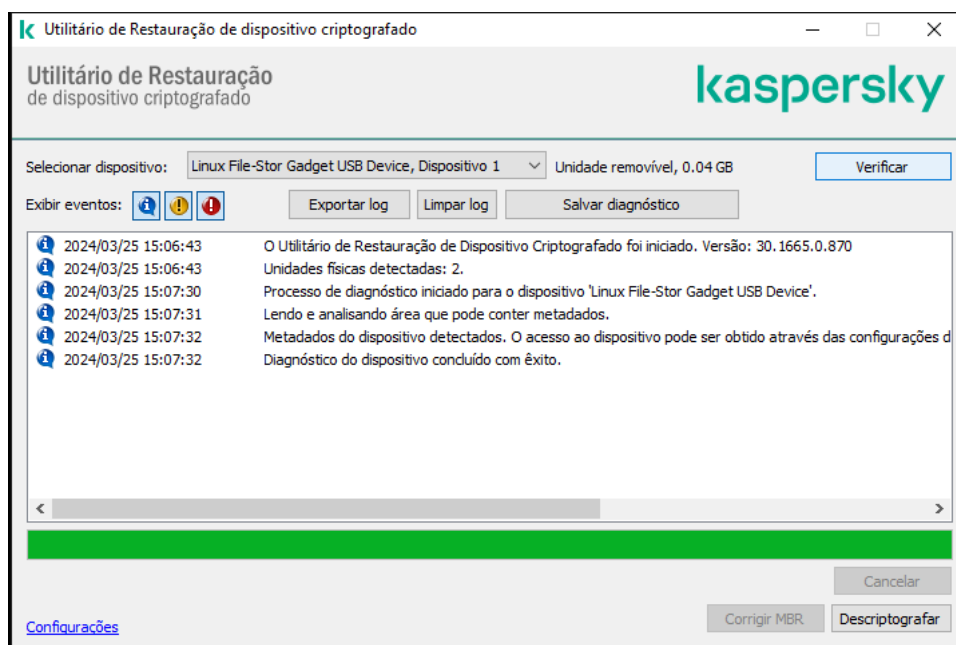 Utilitário de Restauração de dispositivo criptografado
Utilitário de Restauração
de dispositivo criptografado
kaspersky
Selecionar dispositivo: Linux File-Stor Gadget USB Device, Dispositivo 1 Unidade removível, 0.04 GB Verificar
Exibir eventos: Exportar log Limpar log Salvar diagnóstico
2024/03/25 15:06:43 O Utilitário de Restauração de Dispositivo Criptografado foi iniciado. Versão: 30.1665.0.870
2024/03/25 15:06:43 Unidades físicas detectadas: 2.
2024/03/25 15:07:30 Processo de diagnóstico iniciado para o dispositivo 'Linux File-Stor Gadget USB Device'.
2024/03/25 15:07:31 Lendo e analisando área que pode conter metadados.
2024/03/25 15:07:32 Metadados do dispositivo detectados. O acesso ao dispositivo pode ser obtido através das configurações d
2024/03/25 15:07:32 Diagnóstico do dispositivo concluído com êxito.
Cancelar
Configurações Corrigir MBR Descriptografar